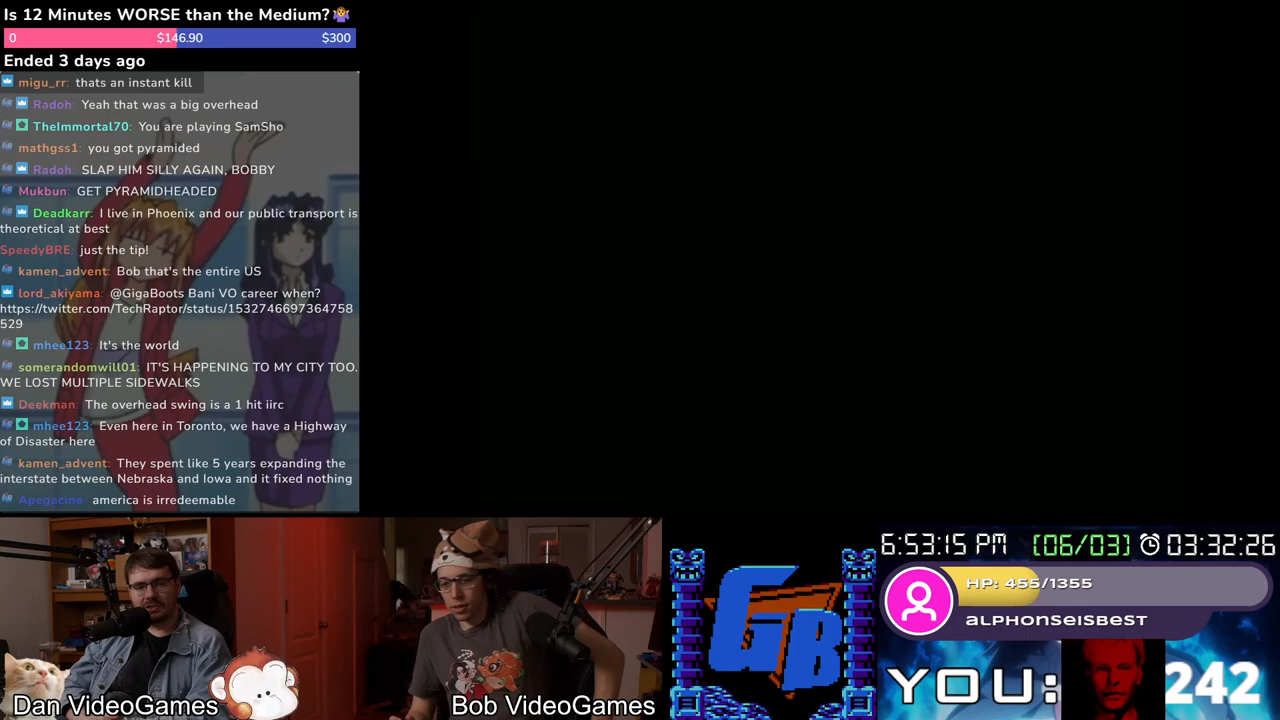 Is 12 Minutes WORSE than the Medium?🤷‍♀️
0 $146.90 $300
Ended 3 days ago
migu_rr: thats an instant kill
Radoh: Yeah that was a big overhead
TheImmortal70: You are playing SamSho
mathgss1: you got pyramided
Radoh: SLAP HIM SILLY AGAIN, BOBBY
Mukbun: GET PYRAMIDHEADED
Deadkarr: I live in Phoenix and our public transport is
theoretical at best
SpeedyBRE: just the tip!
kamen_advent: Bob that's the entire US
lord_akiyama: @GigaBoots Bani VO career when?
https://twitter.com/TechRaptor/status/1532746697364758
529
mhee123: It's the world
somerandomwill01: IT'S HAPPENING TO MY CITY TOO.
WE LOST MULTIPLE SIDEWALKS
Deekman: The overhead swing is a 1 hit iirc
mhee123: Even here in Toronto, we have a Highway
of Disaster here
kamen_advent: They spent like 5 years expanding the
interstate between Nebraska and Iowa and it fixed nothing
Apegacine: america is irredeemable
Dan VideoGames
Bob VideoGames
GB
6:53:15 PM [06/03] 03:32:26
HP: 455/1355
aLPHONSeISBeST
YOU: 242